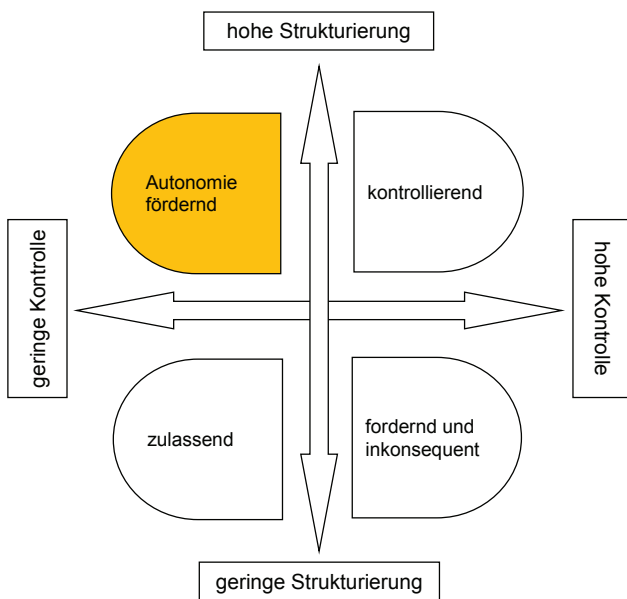 hohe Strukturierung
Autonomie
fördernd
kontrollierend
geringe Kontrolle
hohe Kontrolle
zulassend
fordernd und
inkonsequent
geringe Strukturierung